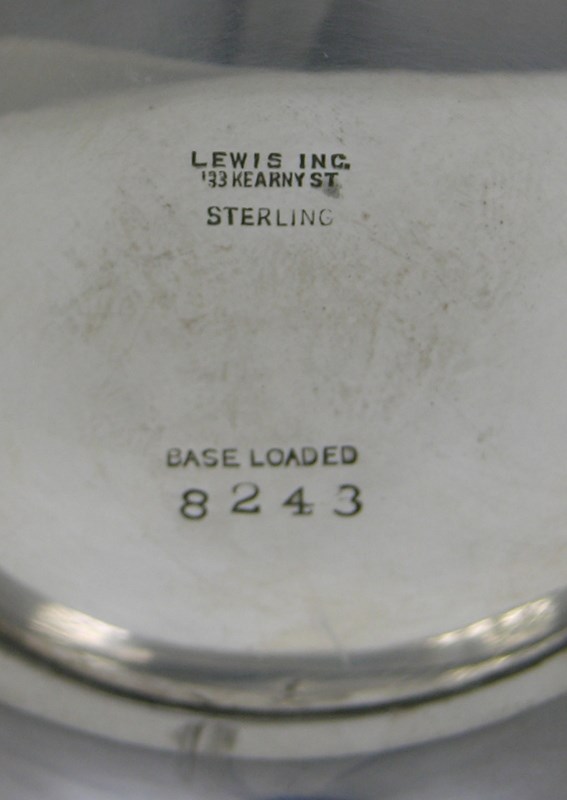 LEWIS INC.
133 KEARNY ST
STERLING
BASE LOADED
8243